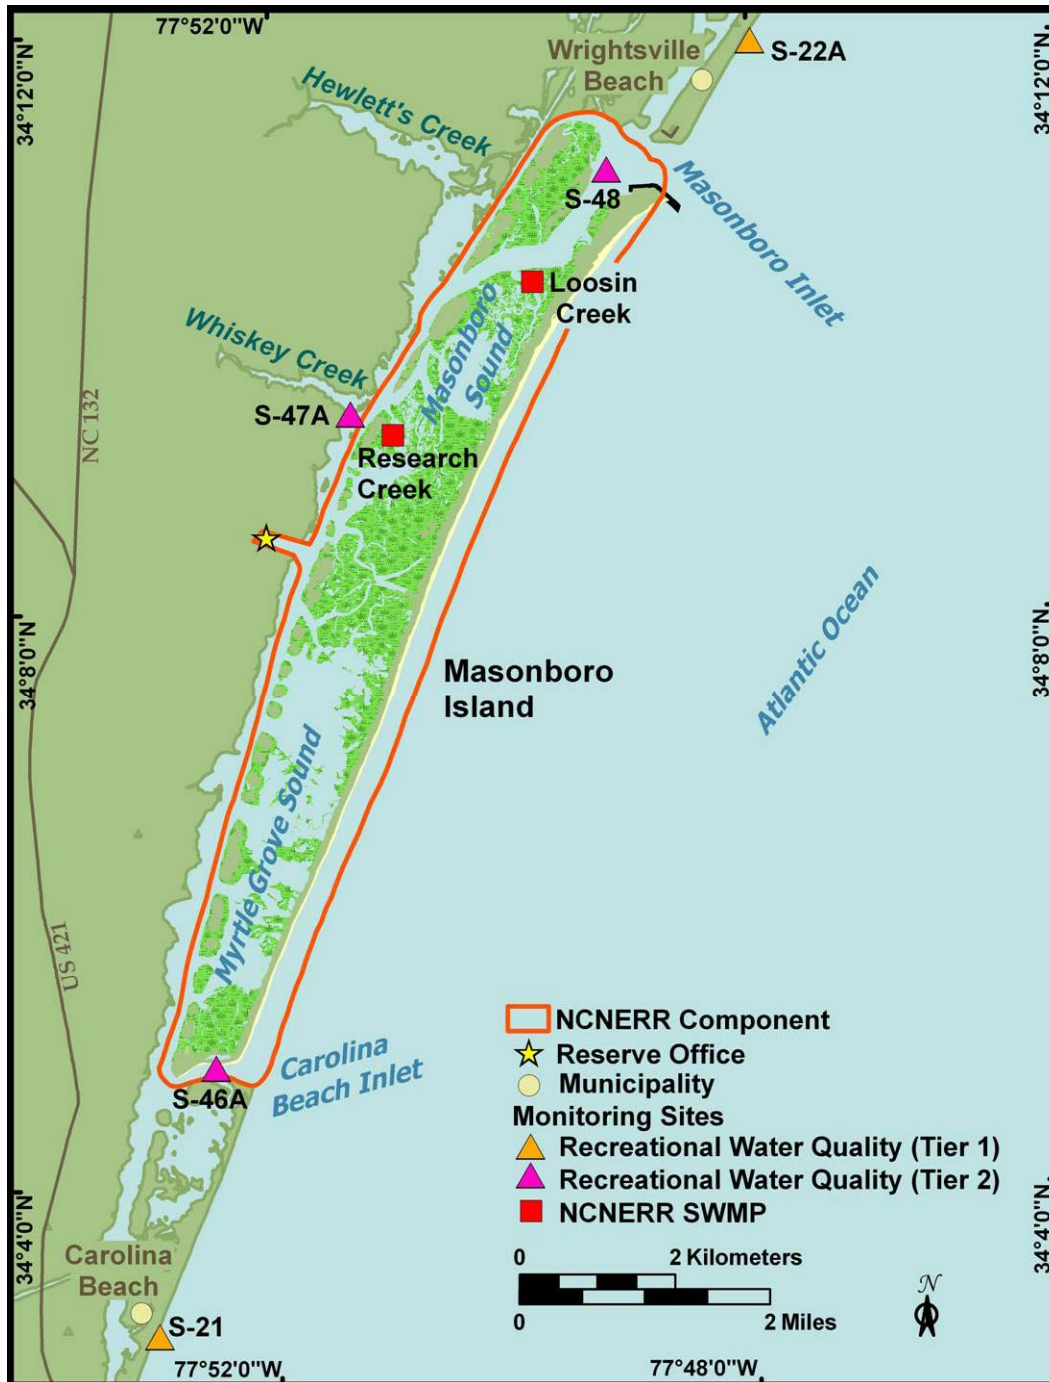 77°52'0"W
34°12'0"N
34°12'0"N
Wrightsville
Beach
S-22A
Hewlett's Creek
S-48
Masonboro Inlet
Loosin
Creek
Masonboro
Sound
Whiskey Creek
S-47A
NC 132
Research
Creek
34°8'0"N
34°8'0"N
Masonboro
Island
Atlantic Ocean
Myrtle Grove Sound
US 421
Carolina
Beach Inlet
S-46A
NCNERR Component
Reserve Office
Municipality
Monitoring Sites
Recreational Water Quality (Tier 1)
Recreational Water Quality (Tier 2)
NCNERR SWMP
34°4'0"N
34°4'0"N
Carolina
Beach
S-21
0 2 Kilometers
0 2 Miles
N
77°52'0"W
77°48'0"W